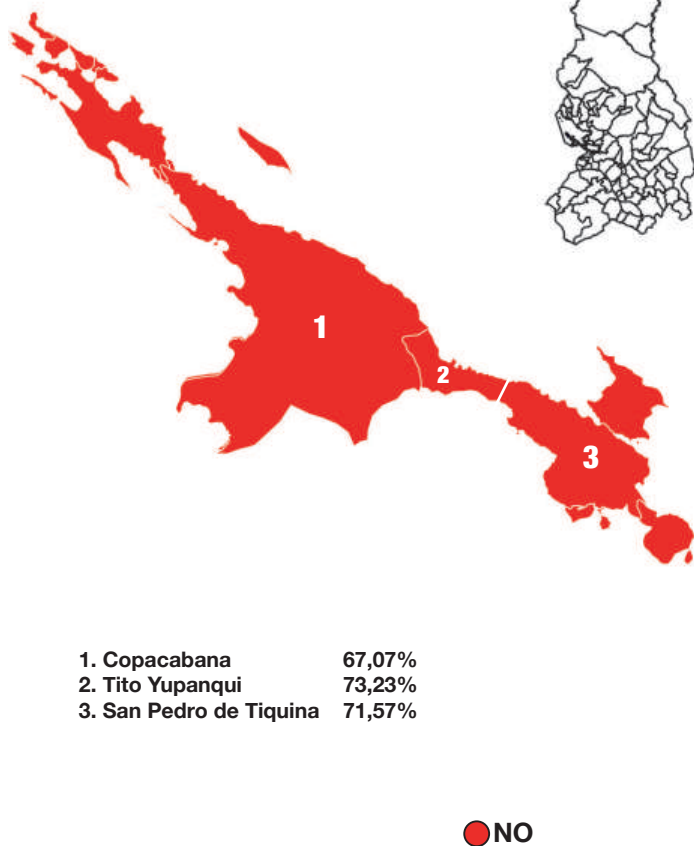 1
2
3
1. Copacabana 67,07%
2. Tito Yupanqui 73,23%
3. San Pedro de Tiquina 71,57%
NO